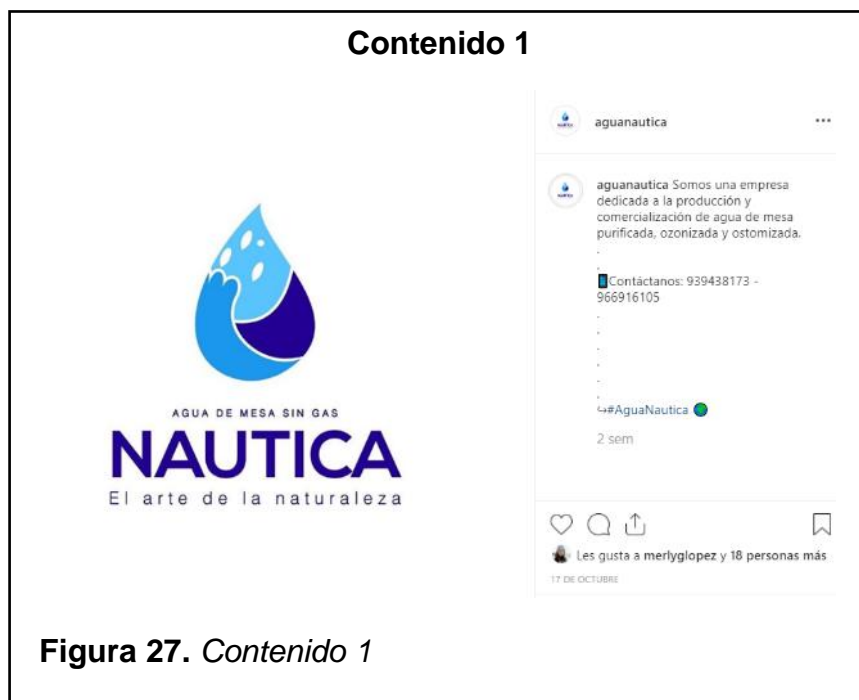 Contenido 1
aguanautica
aguanautica Somos una empresa
dedicada a la producción y
comercialización de agua de mesa
purificada, ozonizada y ostomizada.
.
.
Contáctanos: 939438173 -
966916105
.
.
.
.
.
.
↪#AguaNautica
2 sem
AGUA DE MESA SIN GAS
NAUTICA
El arte de la naturaleza
Les gusta a merlyglopez y 18 personas más
17 DE OCTUBRE
Figura 27. Contenido 1